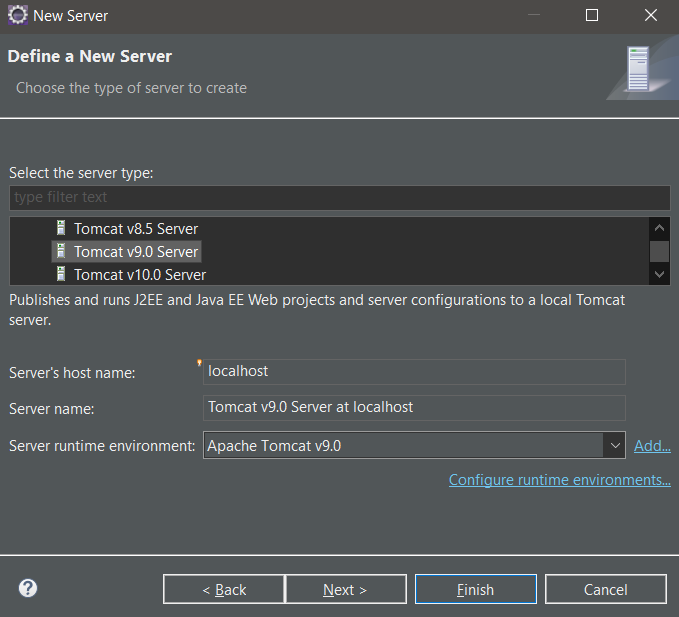 New Server
Define a New Server
Choose the type of server to create
Select the server type:
type filter text
Tomcat v8.5 Server
Tomcat v9.0 Server
Tomcat v10.0 Server
Publishes and runs J2EE and Java EE Web projects and server configurations to a local Tomcat
server.
Server's host name: localhost
Server name: Tomcat v9.0 Server at localhost
Server runtime environment: Apache Tomcat v9.0 Add...
Configure runtime environments...
? < Back Next > Finish Cancel